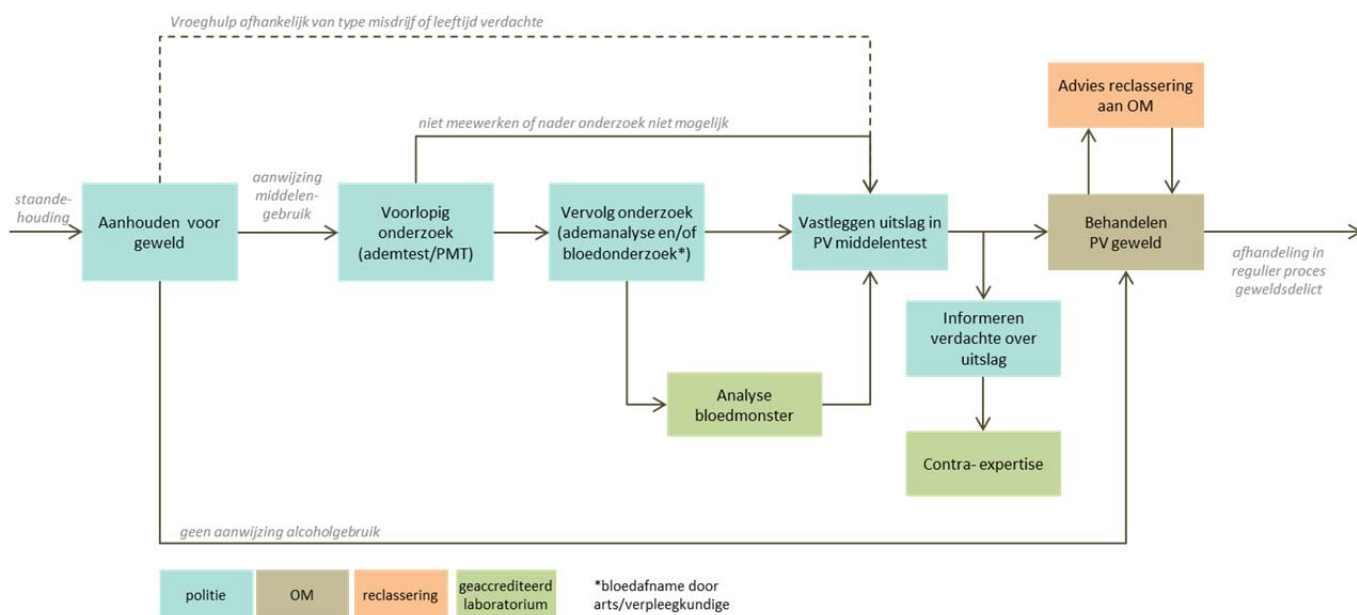 Vroeghulp afhankelijk van type misdrijf of leeftijd verdachte
Advies reclassering
aan OM
niet meewerken of nader onderzoek niet mogelijk
staande-
houding
Aanhouden voor
geweld
aanwijzing
middelen-
gebruik
Voorlopig
onderzoek
(ademtest/PMT)
Vervolg onderzoek
(ademanalyse en/of
bloedonderzoek*)
Vastleggen uitslag in
PV middelentest
Behandelen
PV geweld
afhandeling in
regulier proces
geweldsdelict
Informeren
verdachte over
uitslag
Analyse
bloedmonster
Contra- expertise
geen aanwijzing alcoholgebruik
politie
OM
reclassering
geaccrediteerd
laboratorium
*bloedafname door
arts/verpleegkundige